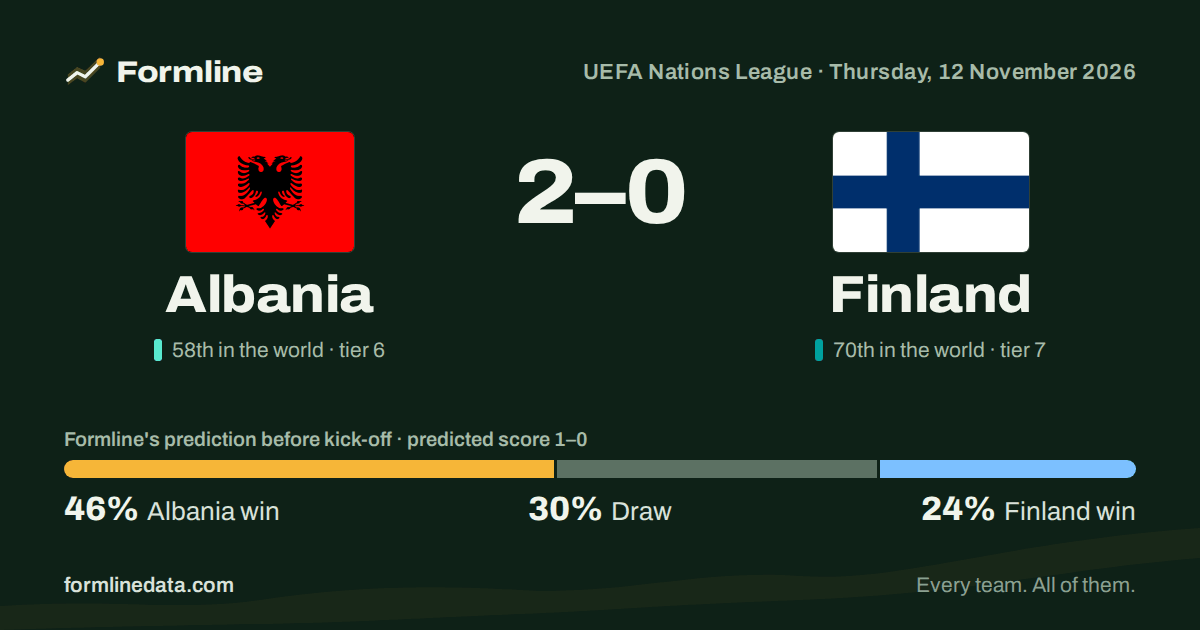 Formline
UEFA Nations League · Thursday, 12 November 2026
2–0
Albania
Finland
58th in the world · tier 6
70th in the world · tier 7
Formline's prediction before kick-off · predicted score 1–0
46% Albania win
30% Draw
24% Finland win
formlinedata.com
Every team. All of them.